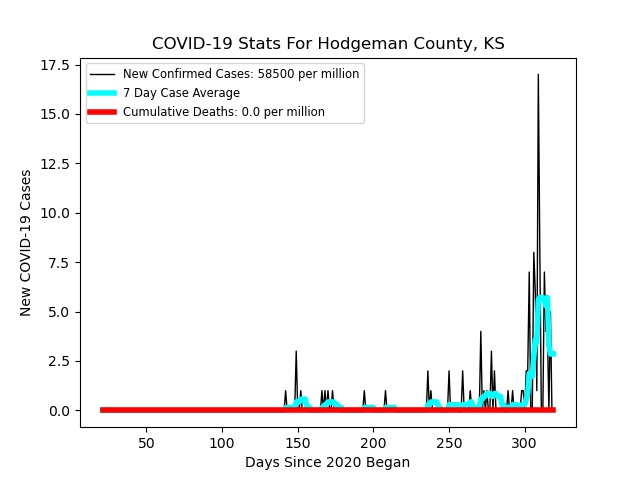 COVID-19 Stats For Hodgeman County, KS
New Confirmed Cases: 58500 per million
7 Day Case Average
Cumulative Deaths: 0.0 per million
New COVID-19 Cases
17.5
15.0
12.5
10.0
7.5
5.0
2.5
0.0
50 100 150 200 250 300
Days Since 2020 Began